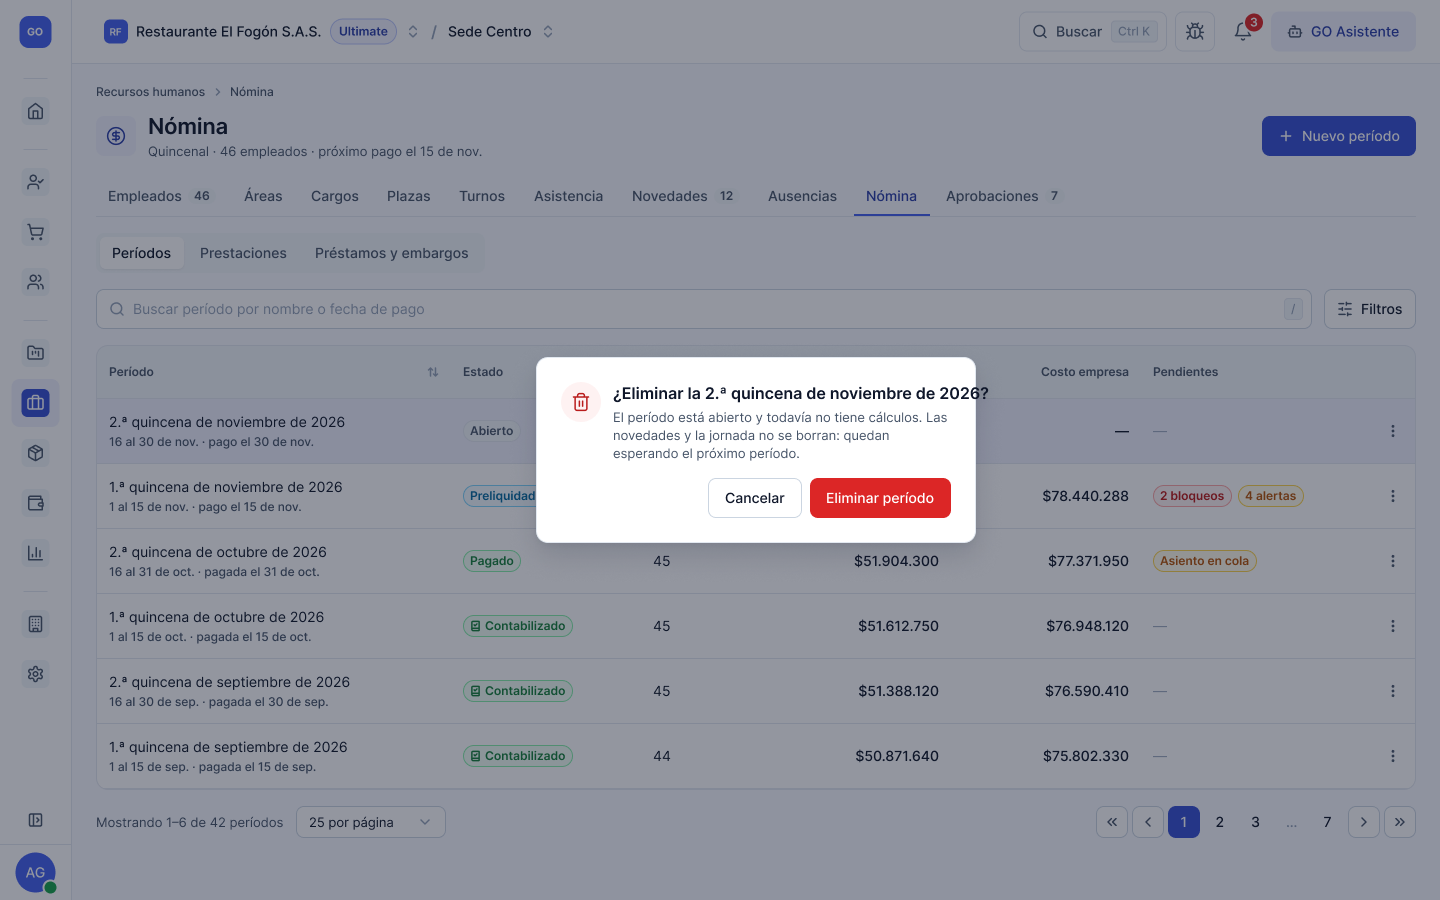 GO
RF Restaurante El Fogón S.A.S. Ultimate / Sede Centro
Buscar Ctrl K
3
GO Asistente
Recursos humanos > Nómina
Nómina
Quincenal · 46 empleados · próximo pago el 15 de nov.
+ Nuevo período
Empleados 46 Áreas Cargos Plazas Turnos Asistencia Novedades 12 Ausencias Nómina Aprobaciones 7
Períodos Prestaciones Préstamos y embargos
Buscar período por nombre o fecha de pago /
Filtros
Período Estado Costo empresa Pendientes
2.ª quincena de noviembre de 2026
16 al 30 de nov. · pago el 30 de nov.
Abierto — —
1.ª quincena de noviembre de 2026
1 al 15 de nov. · pago el 15 de nov.
Preliquidad $78.440.288 2 bloqueos 4 alertas
2.ª quincena de octubre de 2026
16 al 31 de oct. · pagada el 31 de oct.
Pagado 45 $51.904.300 $77.371.950 Asiento en cola
1.ª quincena de octubre de 2026
1 al 15 de oct. · pagada el 15 de oct.
Contabilizado 45 $51.612.750 $76.948.120 —
2.ª quincena de septiembre de 2026
16 al 30 de sep. · pagada el 30 de sep.
Contabilizado 45 $51.388.120 $76.590.410 —
1.ª quincena de septiembre de 2026
1 al 15 de sep. · pagada el 15 de sep.
Contabilizado 44 $50.871.640 $75.802.330 —
¿Eliminar la 2.ª quincena de noviembre de 2026?
El período está abierto y todavía no tiene cálculos. Las
novedades y la jornada no se borran: quedan
esperando el próximo período.
Cancelar Eliminar período
Mostrando 1–6 de 42 períodos 25 por página
« ‹ 1 2 3 ... 7 › »
AG